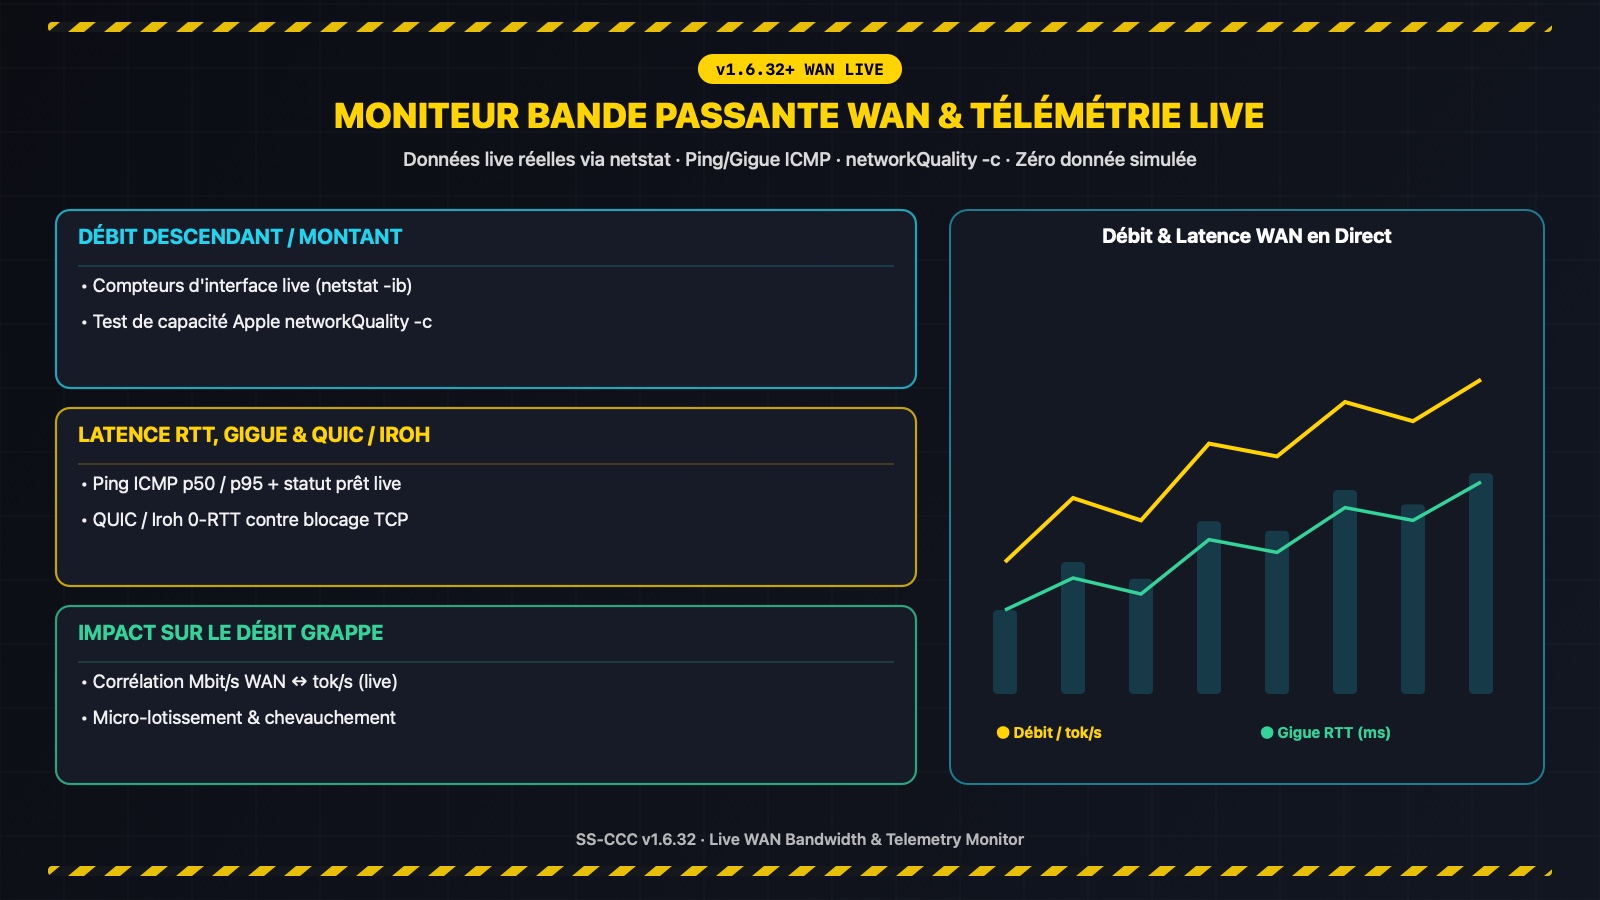 v1.6.32+ WAN LIVE
MONITEUR BANDE PASSANTE WAN & TÉLÉMÉTRIE LIVE
Données live réelles via netstat · Ping/Gigue ICMP · networkQuality -c · Zéro donnée simulée
DÉBIT DESCENDANT / MONTANT
• Compteurs d'interface live (netstat -ib)
• Test de capacité Apple networkQuality -c
LATENCE RTT, GIGUE & QUIC / IROH
• Ping ICMP p50 / p95 + statut prêt live
• QUIC / Iroh 0-RTT contre blocage TCP
IMPACT SUR LE DÉBIT GRAPPE
• Corrélation Mbit/s WAN ↔ tok/s (live)
• Micro-lotissement & chevauchement
Débit & Latence WAN en Direct
Débit / tok/s
Gigue RTT (ms)
SS-CCC v1.6.32 · Live WAN Bandwidth & Telemetry Monitor